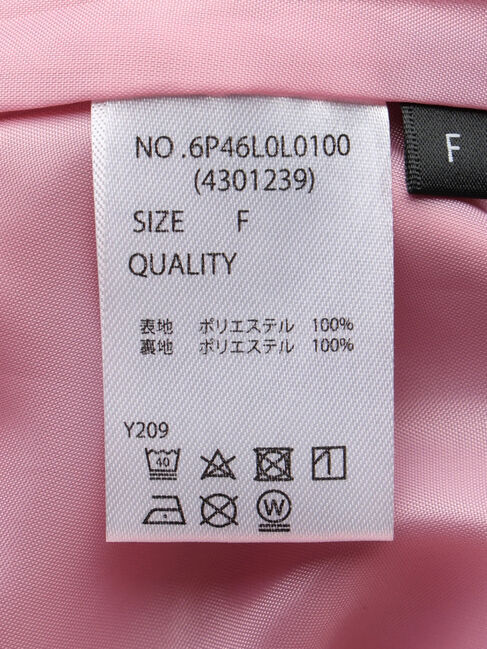 NO .6P46L0L0100
(4301239)
SIZE F
QUALITY
表地 ポリエステル 100%
裏地 ポリエステル 100%
Y209
40
W
F